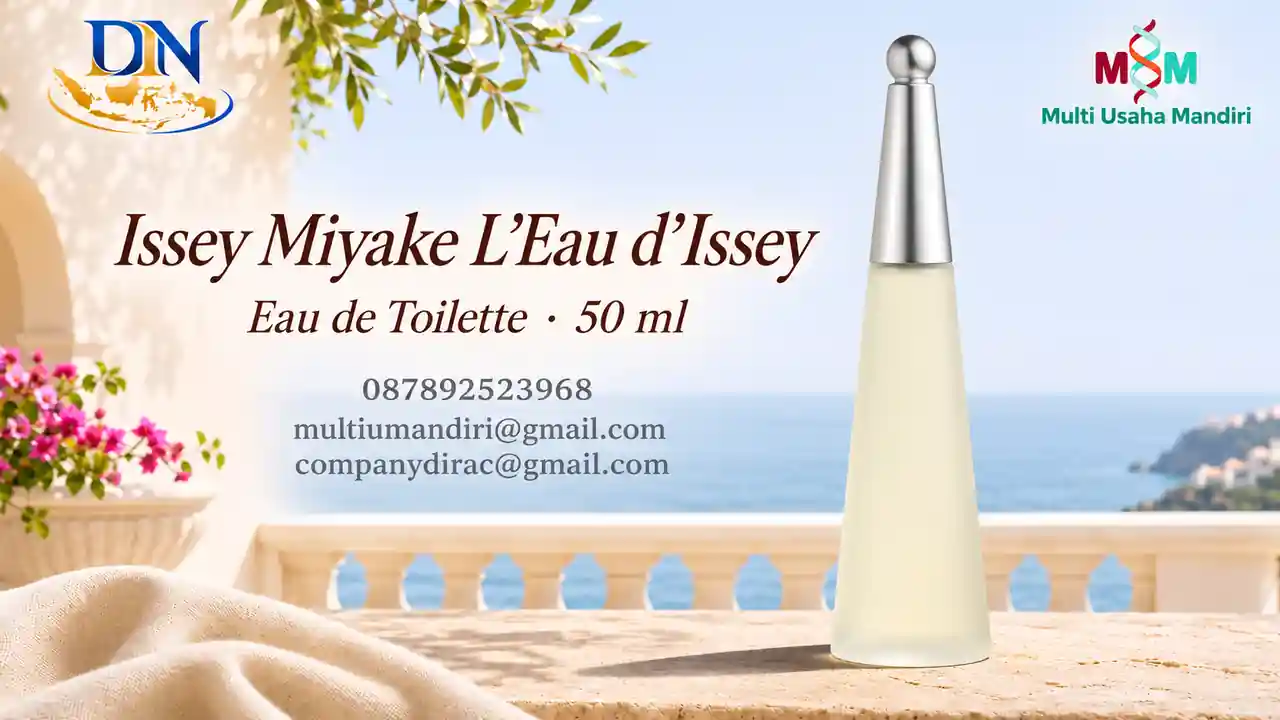 DN
MSM
Multi Usaha Mandiri
Issey Miyake L’Eau d’Issey
Eau de Toilette · 50 ml
087892523968
multiumandiri@gmail.com
companydirac@gmail.com